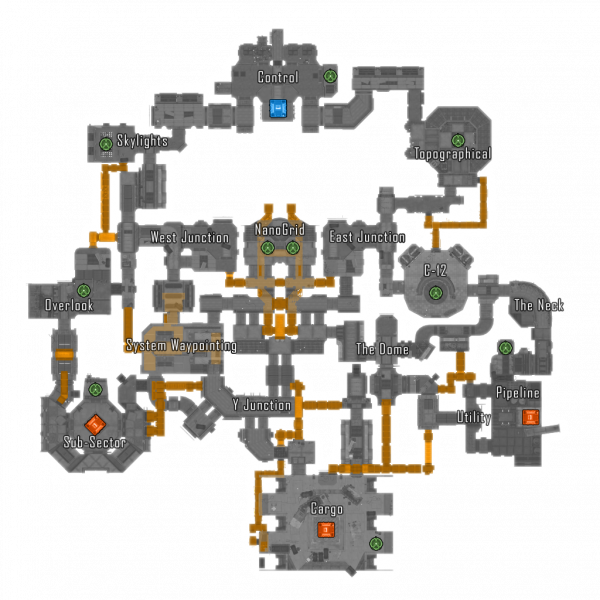 Control
Skylights
Topographical
West Junction
NanoGrid
East Junction
C-12
Overlook
The Neck
System Waypointing
The Dome
Pipeline
Y Junction
Utility
Sub-Sector
Cargo